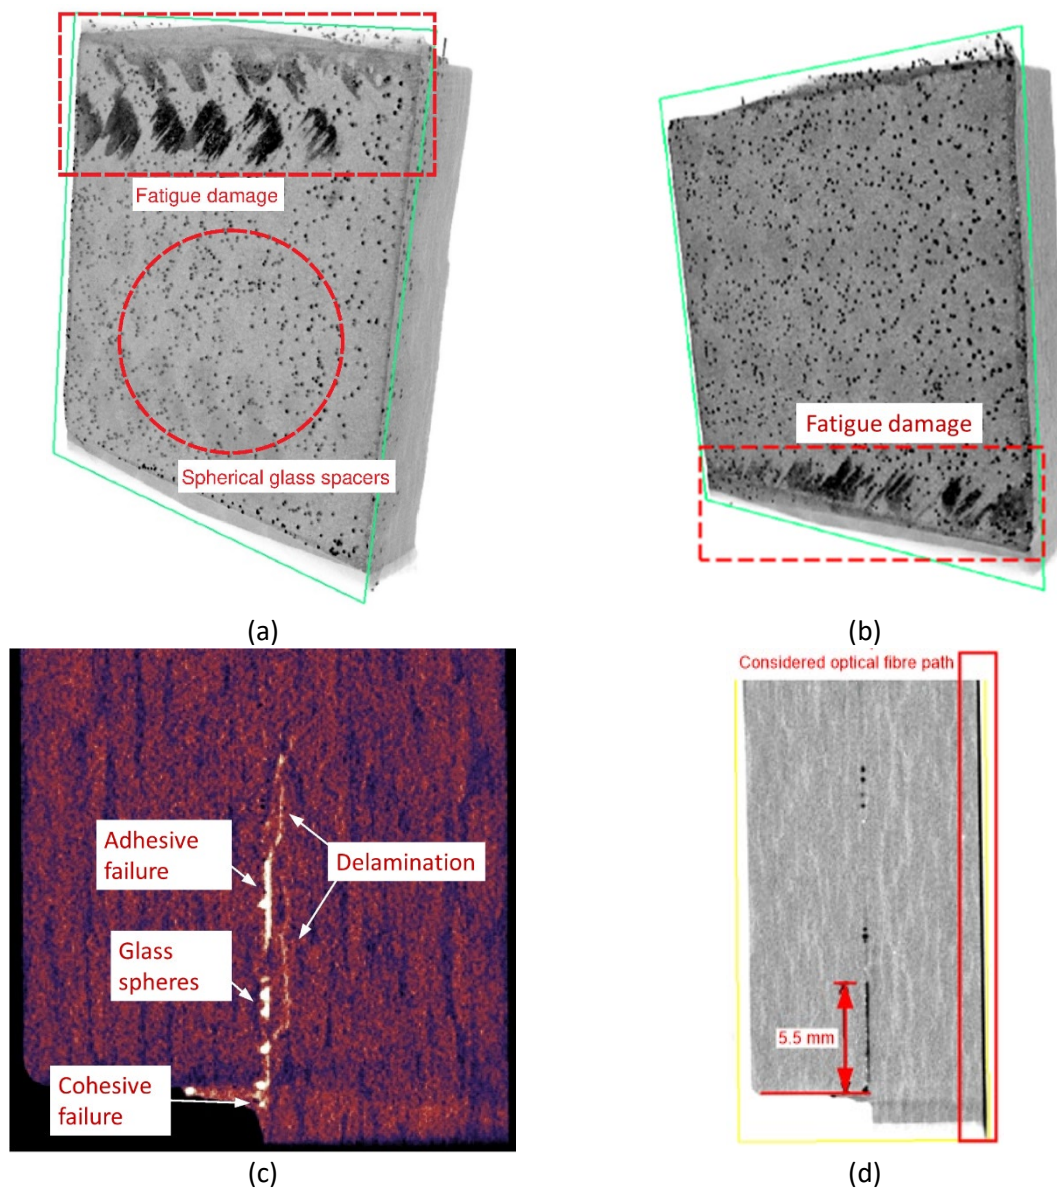 Fatigue damage
Spherical glass spacers
(a)
Fatigue damage
(b)
Adhesive
failure
Delamination
Glass
spheres
Cohesive
failure
(c)
Considered optical fibre path
5.5 mm
(d)